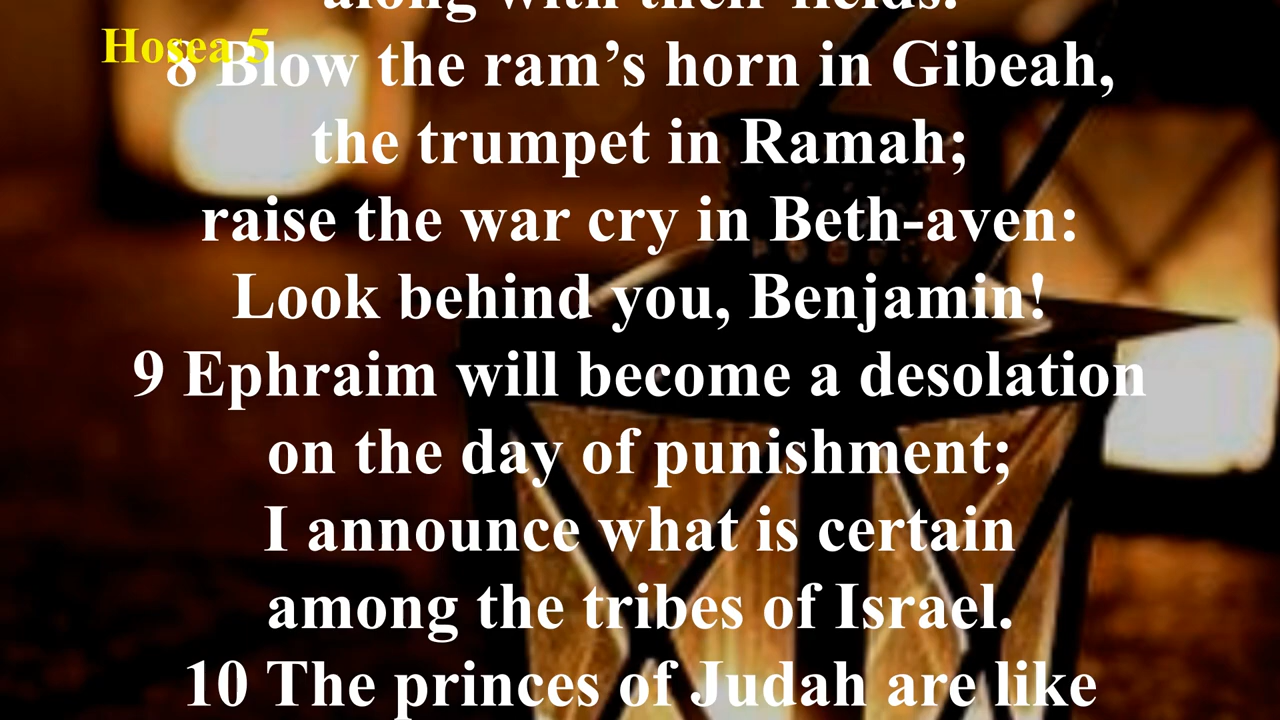 along with their fields.
Hosea 5
8 Blow the ram’s horn in Gibeah,
the trumpet in Ramah;
raise the war cry in Beth-aven:
Look behind you, Benjamin!
9 Ephraim will become a desolation
on the day of punishment;
I announce what is certain
among the tribes of Israel.
10 The princes of Judah are like